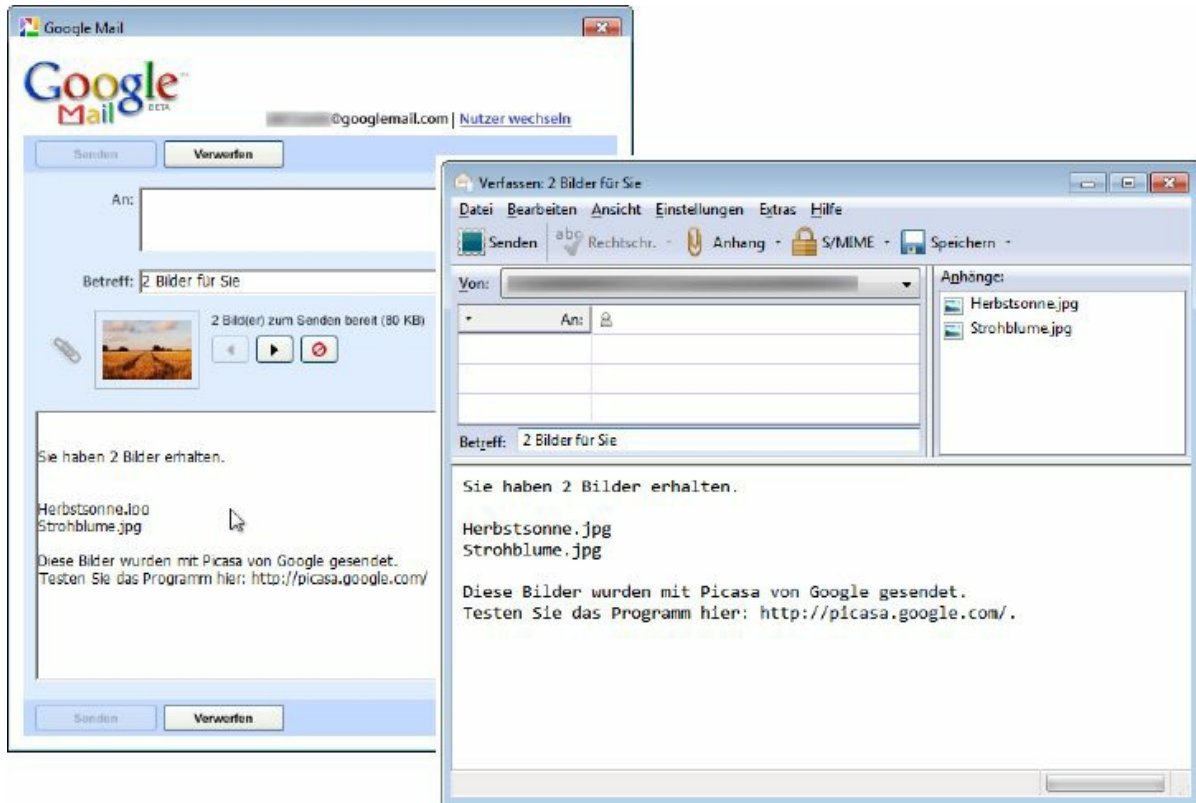 Google Mail
Google
Mail BETA
@googlemail.com | Nutzer wechseln
Senden Verwerfen
An:
Betreff: 2 Bilder für Sie
2 Bild(er) zum Senden bereit (80 KB)
Sie haben 2 Bilder erhalten.
Herbstsonne.jpg
Strohblume.jpg
Diese Bilder wurden mit Picasa von Google gesendet.
Testen Sie das Programm hier: http://picasa.google.com/
Senden Verwerfen
Verfassen: 2 Bilder für Sie
Datei Bearbeiten Ansicht Einstellungen Extras Hilfe
Senden abc Rechtschr. Anhang S/MIME Speichern
Von:
An:
Betreff: 2 Bilder für Sie
Anhänge:
Herbstsonne.jpg
Strohblume.jpg
Sie haben 2 Bilder erhalten.
Herbstsonne.jpg
Strohblume.jpg
Diese Bilder wurden mit Picasa von Google gesendet.
Testen Sie das Programm hier: http://picasa.google.com/.